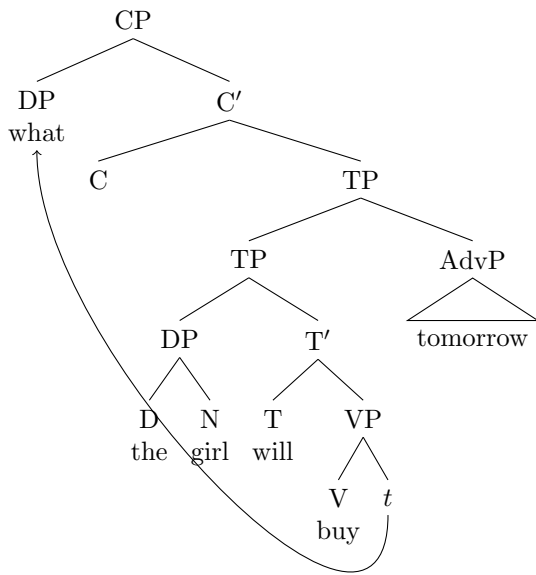 CP
DP C′
what
C TP
TP AdvP
tomorrow
DP T′
D N T VP
the girl will
V t
buy